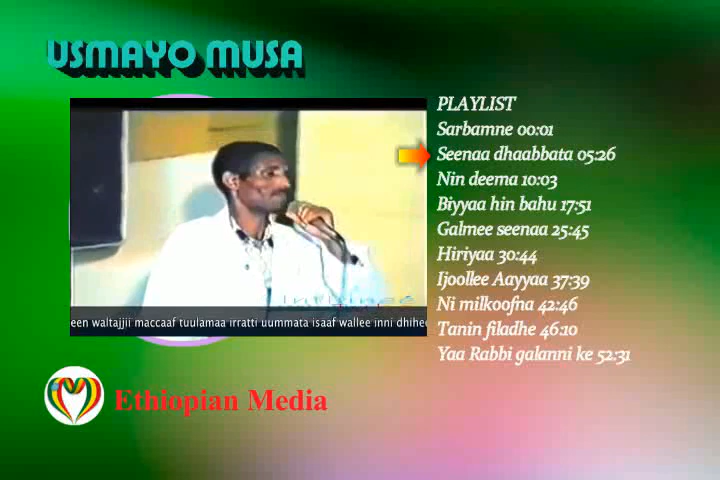 USMAYO MUSA
PLAYLIST
Sarbamne 00:01
Seenaa dhaabbata 05:26
Nin deema 10:03
Biyyaa hin bahu 17:51
Galmee seenaa 25:45
Hiriyaa 30:44
Ijoollee Aayyaa 37:39
Ni milkoofna 42:46
Tanin filadhe 46:10
Yaa Rabbi galanni ke 52:31
een waltajjii maccaaf tuulamaa irratti uummata isaaf wallee inni dhihee
Ethiopian Media